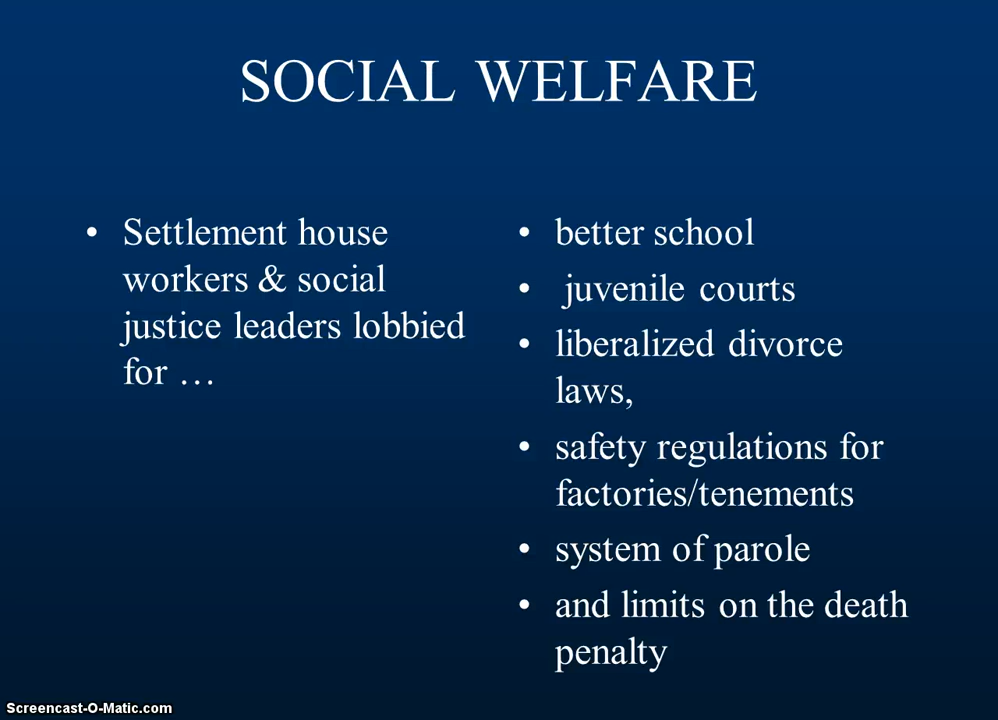 SOCIAL WELFARE
• Settlement house
workers & social
justice leaders lobbied
for …
• better school
• juvenile courts
• liberalized divorce
laws,
• safety regulations for
factories/tenements
• system of parole
• and limits on the death
penalty
Screencast-O-Matic.com